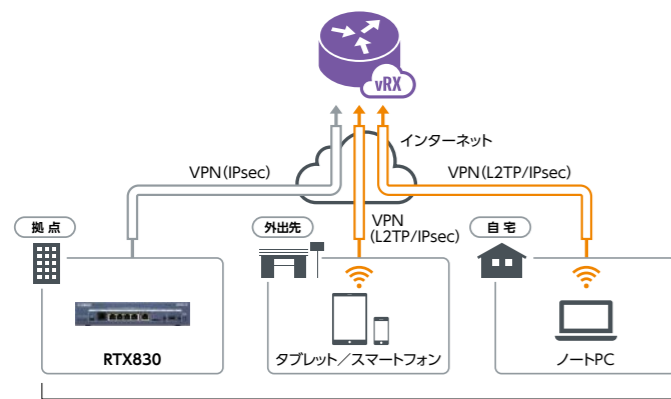 vRX
インターネット
VPN(IPsec)
VPN(L2TP/IPsec)
VPN
(L2TP/IPsec)
拠点
外出先
自宅
RTX830
タブレット／スマートフォン
ノートPC